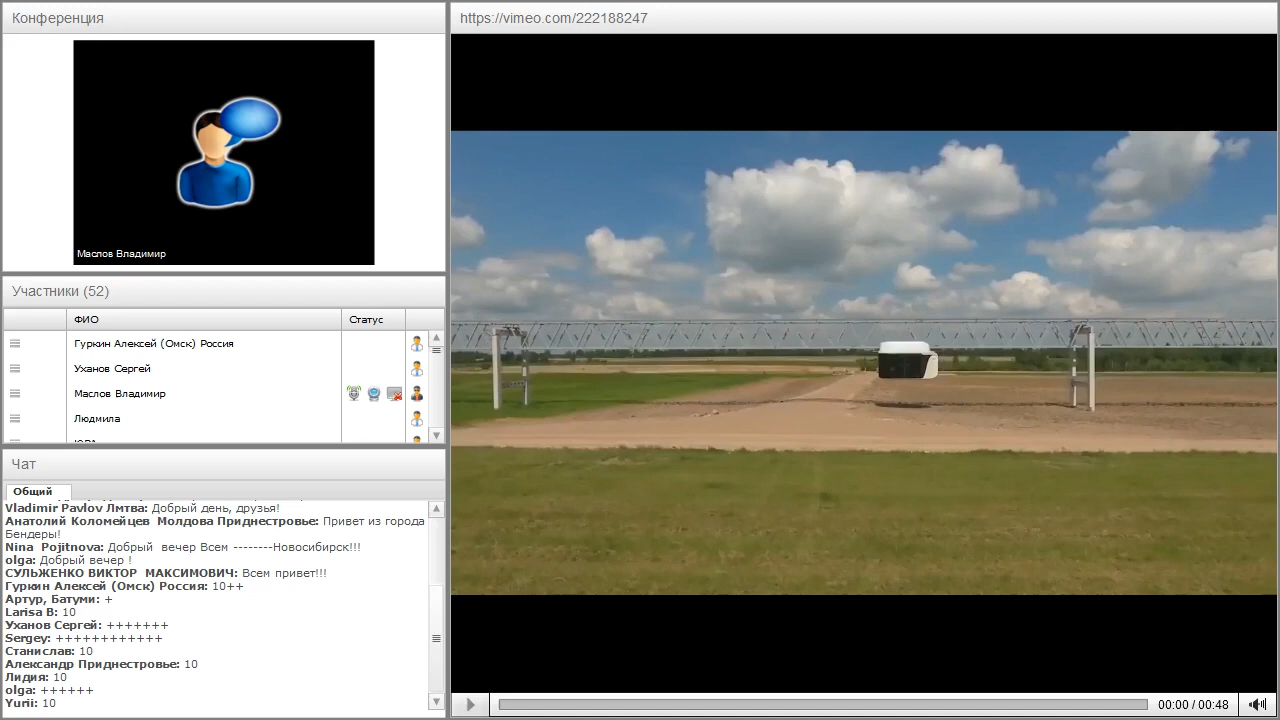 Конференция
Маслов Владимир
Участники (52)
ФИО
Статус
Гуркин Алексей (Омск) Россия
Уханов Сергей
Маслов Владимир
Людмила
Чат
Общий
Vladimir Pavlov Лмтва: Добрый день, друзья!
Анатолий Коломейцев Молдова Приднестровье: Привет из города
Бендеры!
Nina Pojitnova: Добрый вечер Всем --------Новосибирск!!!
olga: Добрый вечер !
СУЛЬЖЕНКО ВИКТОР МАКСИМОВИЧ: Всем привет!!!
Гуркин Алексей (Омск) Россия: 10++
Артур, Батуми: +
Larisa B: 10
Уханов Сергей: +++++++
Sergey: ++++++++++++
Станислав: 10
Александр Приднестровье: 10
Лидия: 10
olga: ++++++
Yurii: 10
https://vimeo.com/222188247
00:00 / 00:48